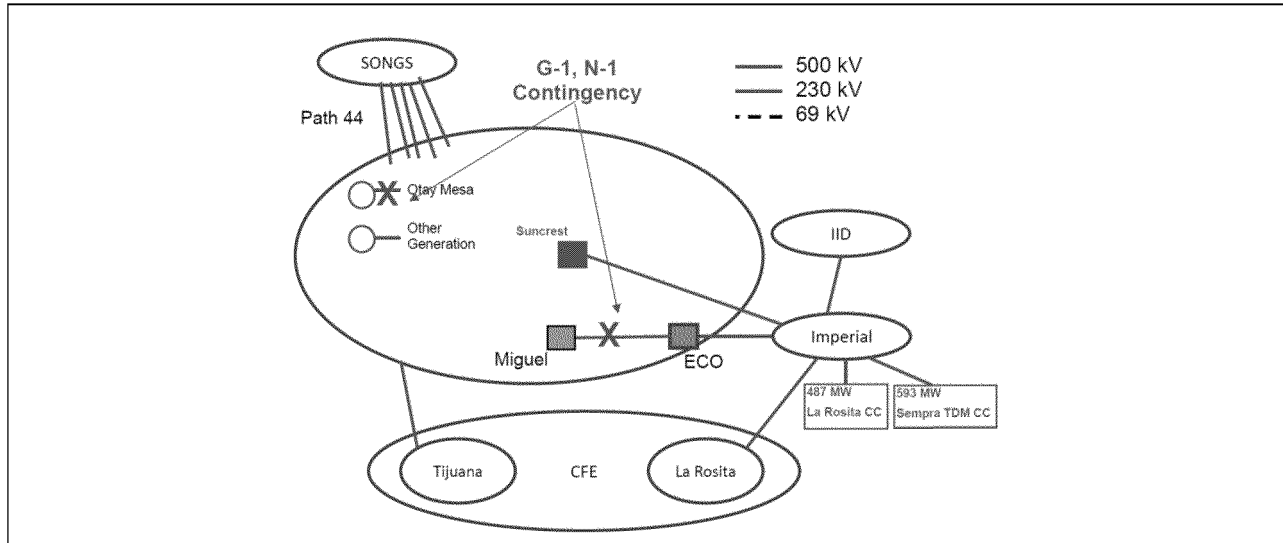 SONGS
G-1, N-1
Contingency
500 kV
230 kV
69 kV
Path 44
X Otay Mesa
Other
Generation
Suncrest
IID
X
Miguel
ECO
Imperial
487 MW
La Rosita CC
593 MW
Sempra TDM CC
Tijuana
CFE
La Rosita